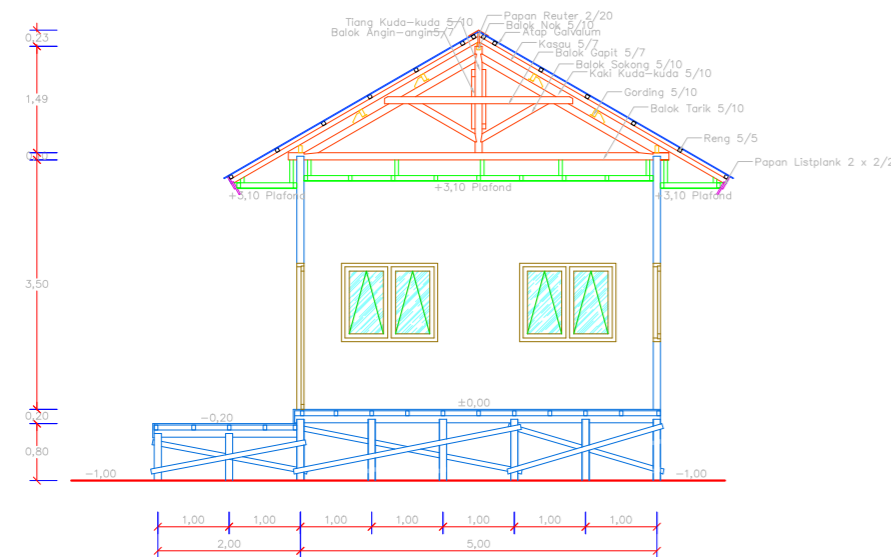 Papan Reuter 2/20
Tiang Kuda-kuda 5/10
Balok Nok 5/10
Balok Angin-angin5/7
Atap Galvalum
Kasau 5/7
Balok Gapit 5/7
Balok Sokong 5/10
Kaki Kuda-kuda 5/10
Gording 5/10
Balok Tarik 5/10
Reng 5/5
Papan Listplank 2 x 2/2
0,23
1,49
+3,10 Plafond
+3,10 Plafond
+3,10 Plafond
3,50
±0,00
0,20
-0,20
0,80
-1,00
-1,00
1,00 1,00 1,00 1,00 1,00 1,00 1,00
2,00 5,00